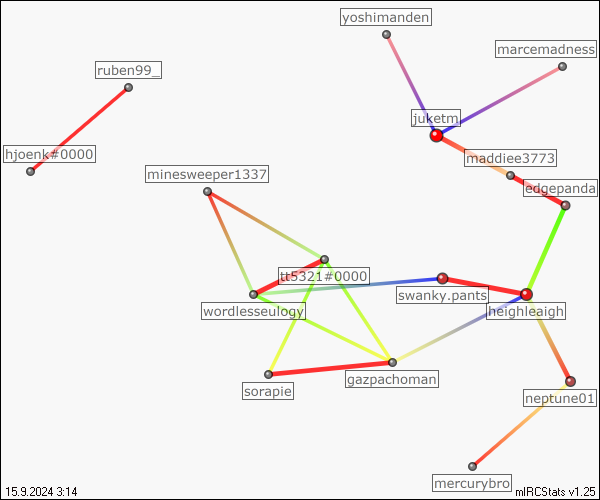 yoshimanden
marcemadness
ruben99_
juketm
hjoenk#0000
maddiee3773
minesweeper1337
edgepanda
tt5321#0000
swanky.pants
wordlesseulogy
heighleaigh
gazpachoman
sorapie
neptune01
mercurybro
15.9.2024 3:14
mIRCStats v1.25